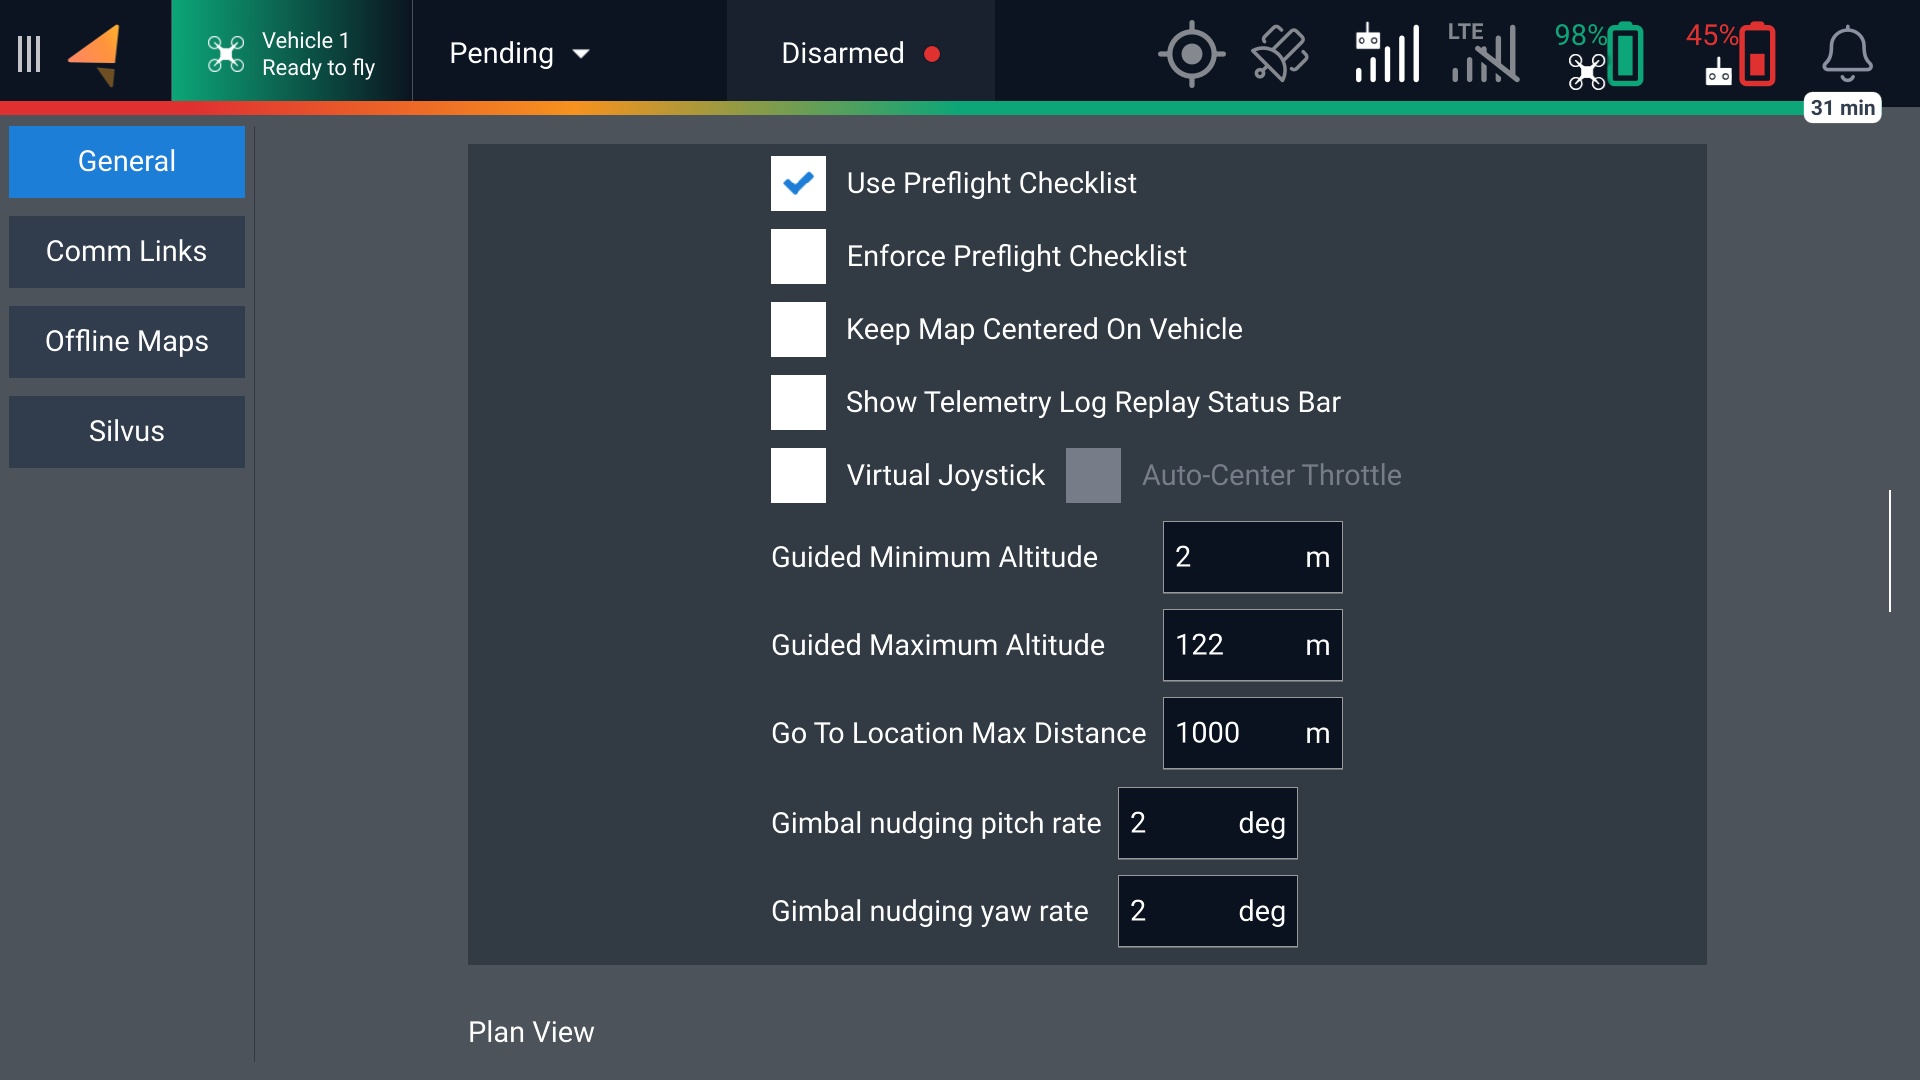 Vehicle 1
Ready to fly
Pending
Disarmed
LTE
98%
45%
31 min
General
Comm Links
Offline Maps
Silvus
Use Preflight Checklist
Enforce Preflight Checklist
Keep Map Centered On Vehicle
Show Telemetry Log Replay Status Bar
Virtual Joystick Auto-Center Throttle
Guided Minimum Altitude 2 m
Guided Maximum Altitude 122 m
Go To Location Max Distance 1000 m
Gimbal nudging pitch rate 2 deg
Gimbal nudging yaw rate 2 deg
Plan View